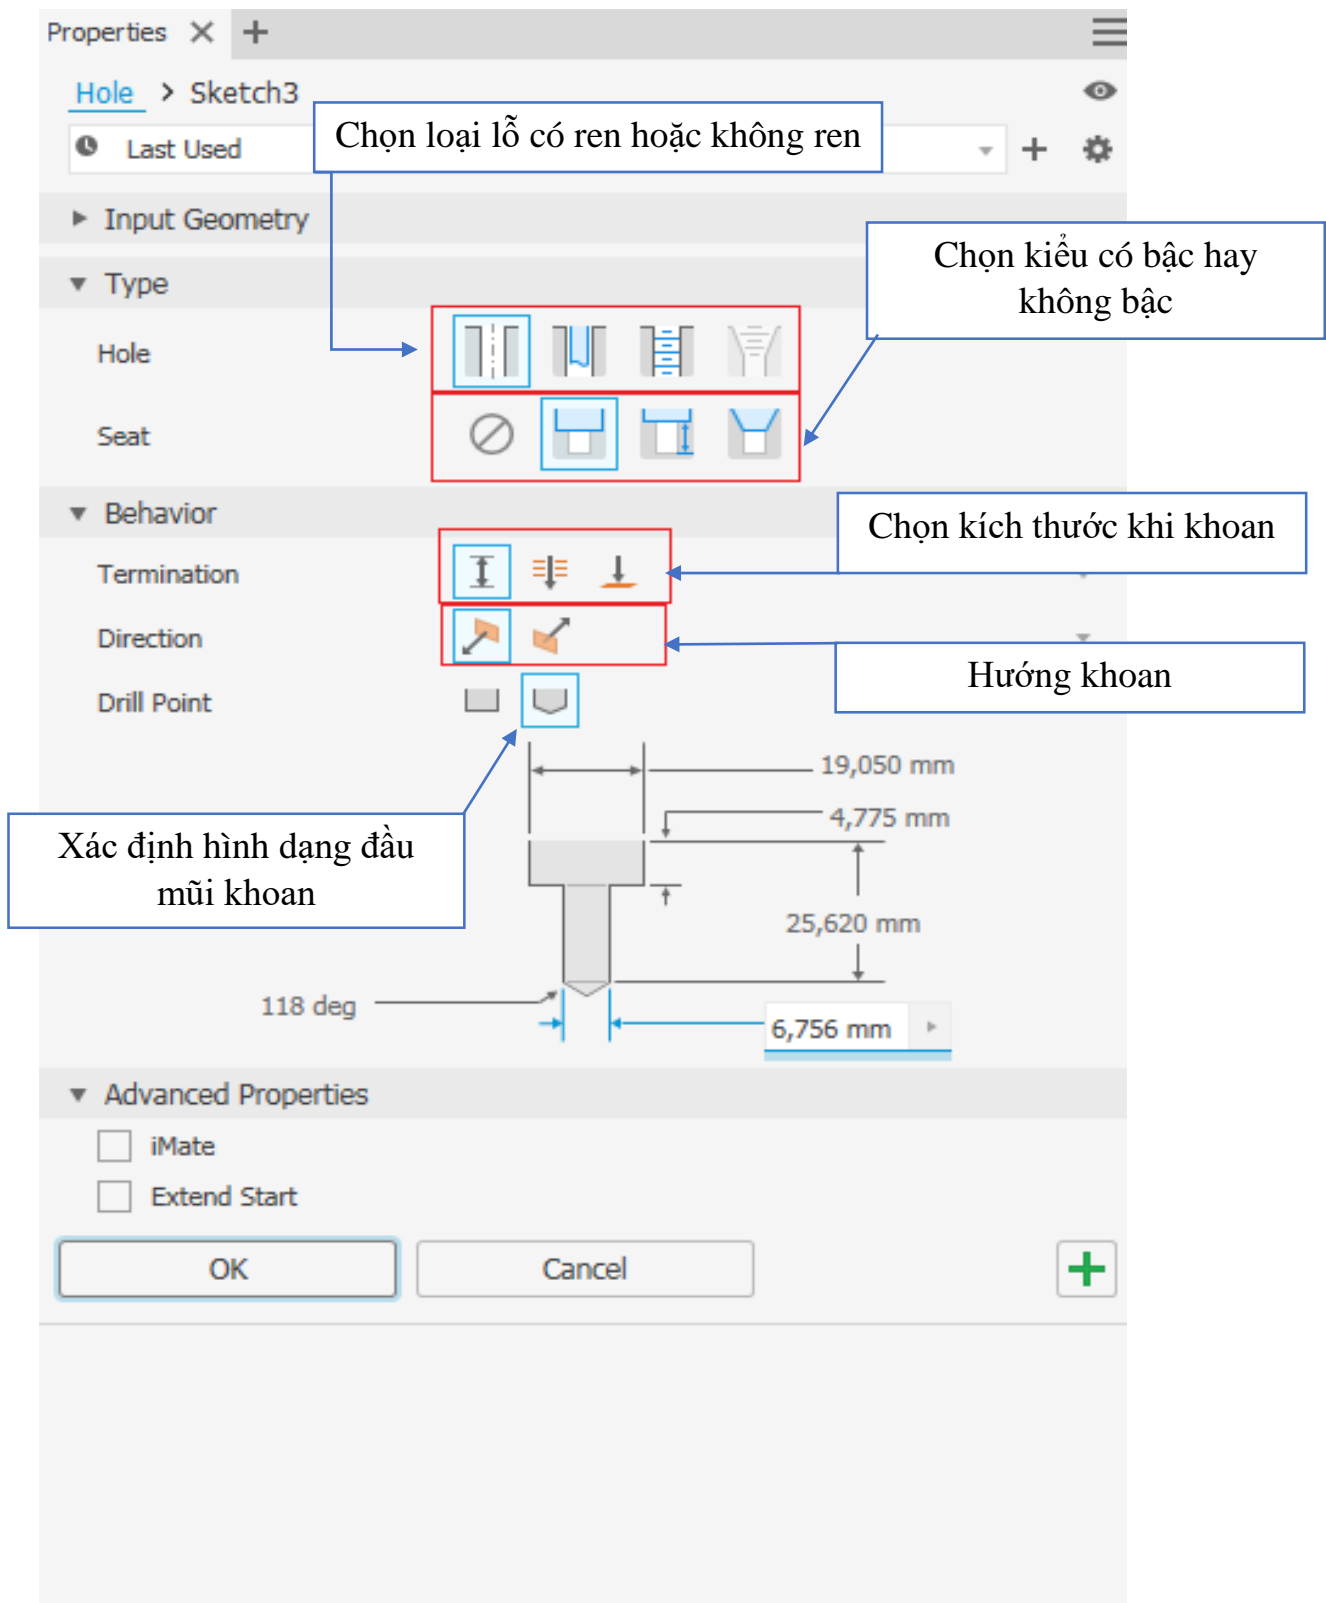 Properties
Hole > Sketch3
Last Used
Chọn loại lỗ có ren hoặc không ren
Input Geometry
Chọn kiểu có bậc hay
không bậc
Type
Hole
Seat
Behavior
Chọn kích thước khi khoan
Termination
Direction
Hướng khoan
Drill Point
19,050 mm
4,775 mm
Xác định hình dạng đầu
mũi khoan
25,620 mm
118 deg
6,756 mm
Advanced Properties
iMate
Extend Start
OK
Cancel